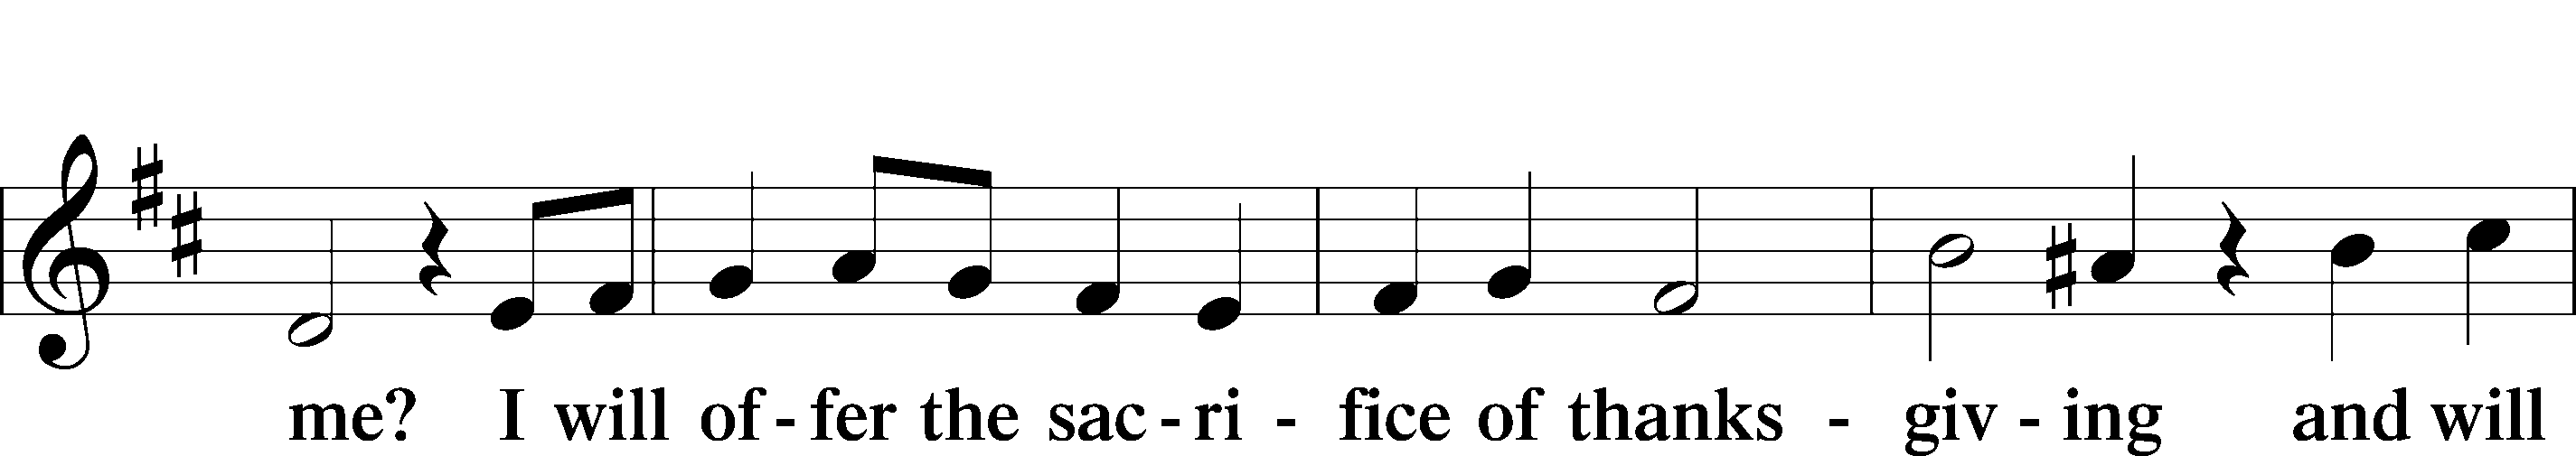 me? I will of - fer the sac - ri - fice of thanks - giv - ing and will